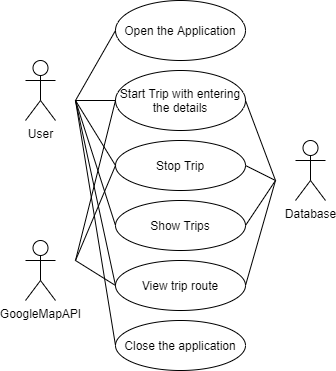 Open the Application
Start Trip with entering
the details
User
Stop Trip
Database
Show Trips
View trip route
GoogleMapAPI
Close the application